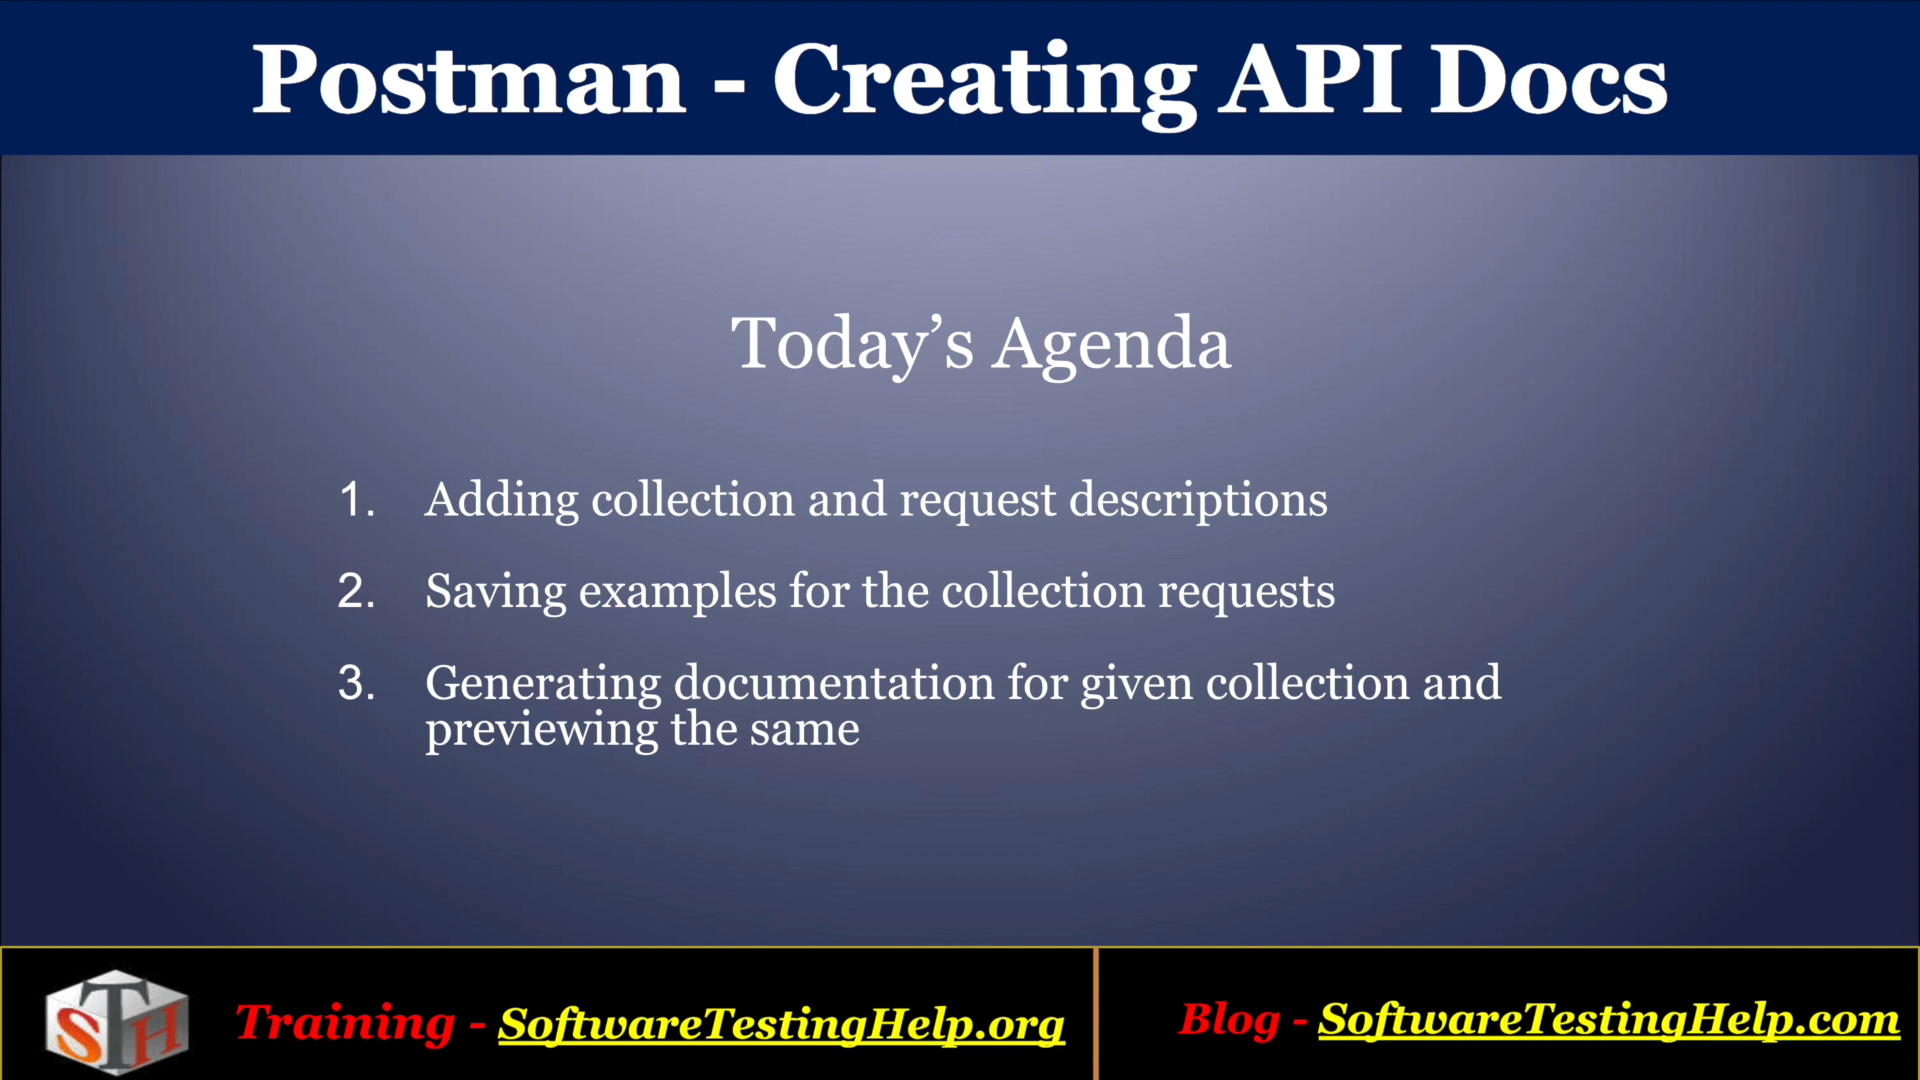 Postman - Creating API Docs
Today’s Agenda
1. Adding collection and request descriptions
2. Saving examples for the collection requests
3. Generating documentation for given collection and
previewing the same
STH
Training - SoftwareTestingHelp.org
Blog - SoftwareTestingHelp.com